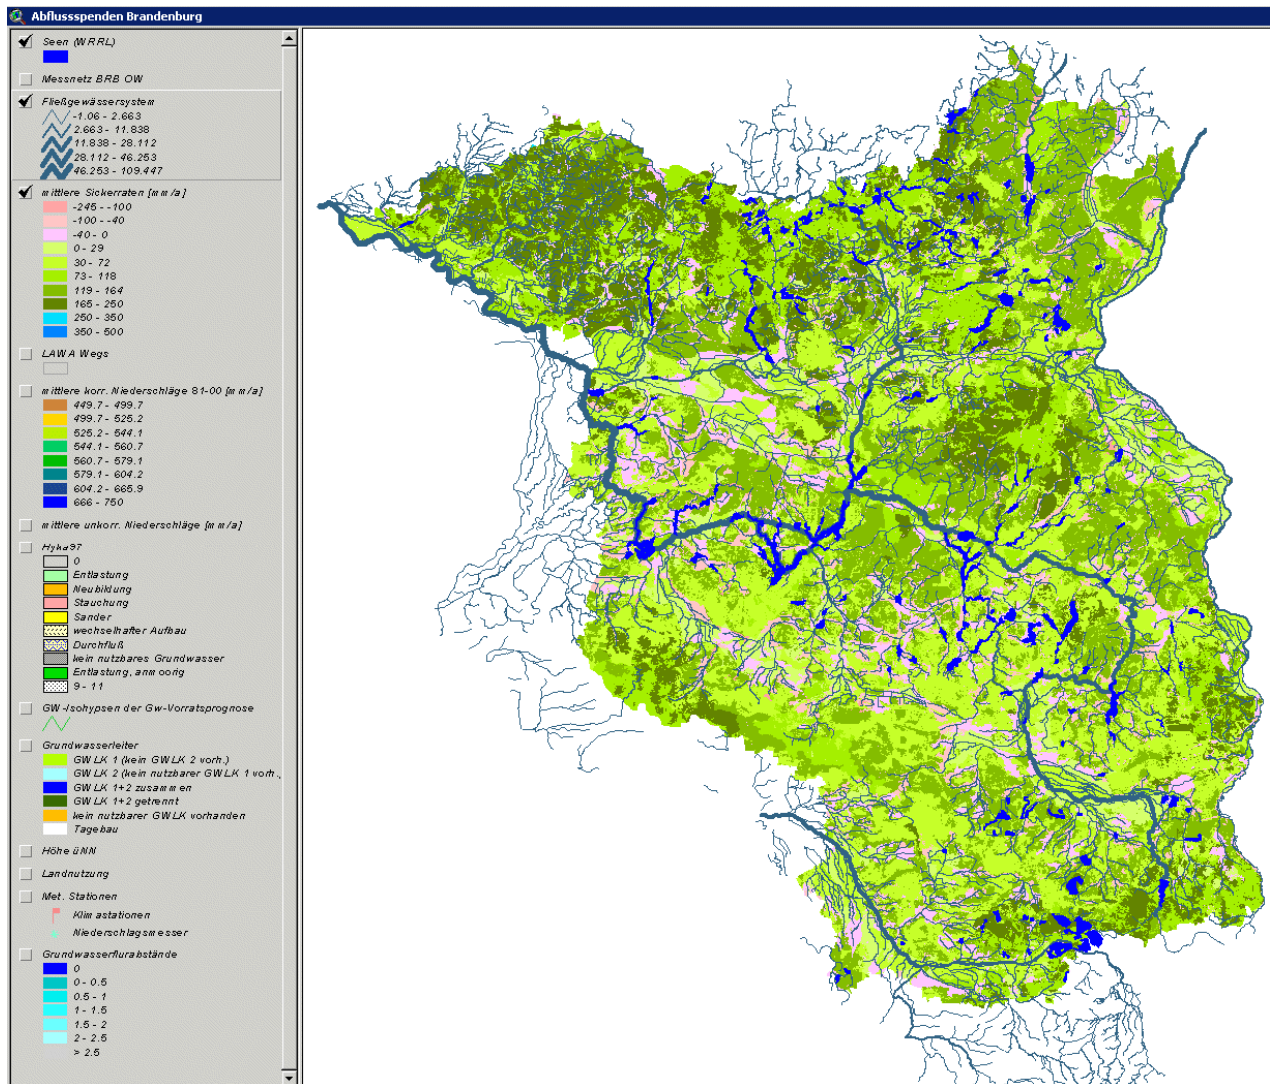 Abflussspenden Brandenburg
Seen (WRRL)
Messnetz BRB OW
Fließgewässersystem
-1.06 - 2.663
2.663 - 11.838
11.838 - 28.112
28.112 - 46.253
46.253 - 109.447
mittlere Sickerraten [mm/a]
-245 - -100
-100 - -40
-40 - 0
0 - 29
30 - 72
73 - 118
119 - 164
165 - 250
250 - 350
350 - 500
LAWA Wegs
mittlere korr. Niederschläge 81-00 [mm/a]
449.7 - 499.7
499.7 - 525.2
525.2 - 544.1
544.1 - 560.7
560.7 - 579.1
579.1 - 604.2
604.2 - 665.9
666 - 750
mittlere unkorr. Niederschläge [mm/a]
Hyka97
0
Entlastung
Neubildung
Stauchung
Sander
wechselhafter Aufbau
Durchfluß
kein nutzbares Grundwasser
Entlastung, anmoorig
9 - 11
GW-Isohypsen der Gw-Vorratsprognose
Grundwasserleiter
GWLK 1 (kein GWLK 2 vorh.)
GWLK 2 (kein nutzbarer GWLK 1 vorh.,
GWLK 1+2 zusammen
GWLK 1+2 getrennt
kein nutzbarer GWLK vorhanden
Tagebau
Höhe üNN
Landnutzung
Met. Stationen
Klimastationen
Niederschlagsmesser
Grundwasserflurabstände
0
0 - 0.5
0.5 - 1
1 - 1.5
1.5 - 2
2 - 2.5
> 2.5